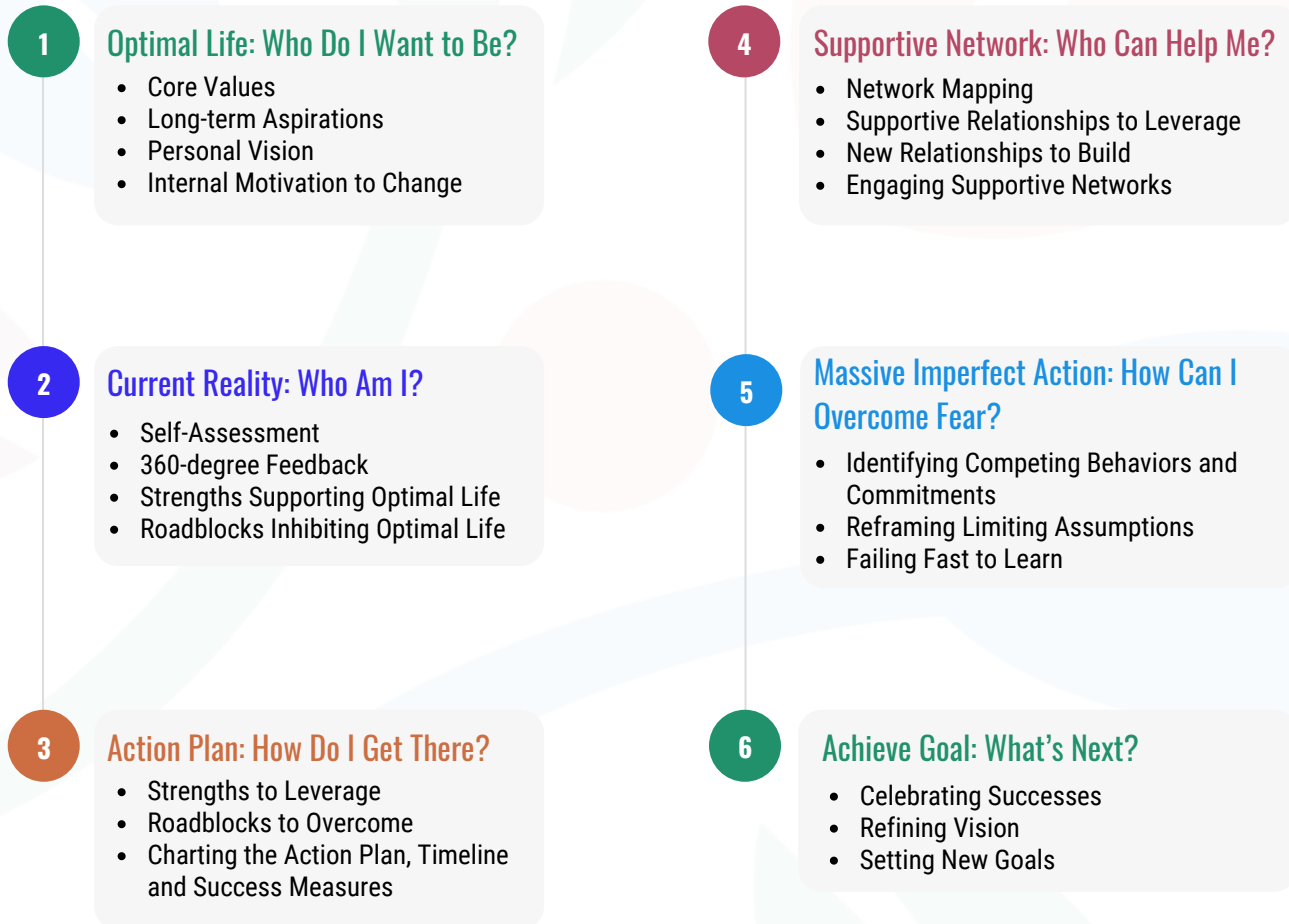 1
Optimal Life: Who Do I Want to Be?
• Core Values
• Long-term Aspirations
• Personal Vision
• Internal Motivation to Change
2
Current Reality: Who Am I?
• Self-Assessment
• 360-degree Feedback
• Strengths Supporting Optimal Life
• Roadblocks Inhibiting Optimal Life
3
Action Plan: How Do I Get There?
• Strengths to Leverage
• Roadblocks to Overcome
• Charting the Action Plan, Timeline
and Success Measures
4
Supportive Network: Who Can Help Me?
• Network Mapping
• Supportive Relationships to Leverage
• New Relationships to Build
• Engaging Supportive Networks
5
Massive Imperfect Action: How Can I
Overcome Fear?
• Identifying Competing Behaviors and
Commitments
• Reframing Limiting Assumptions
• Failing Fast to Learn
6
Achieve Goal: What’s Next?
• Celebrating Successes
• Refining Vision
• Setting New Goals